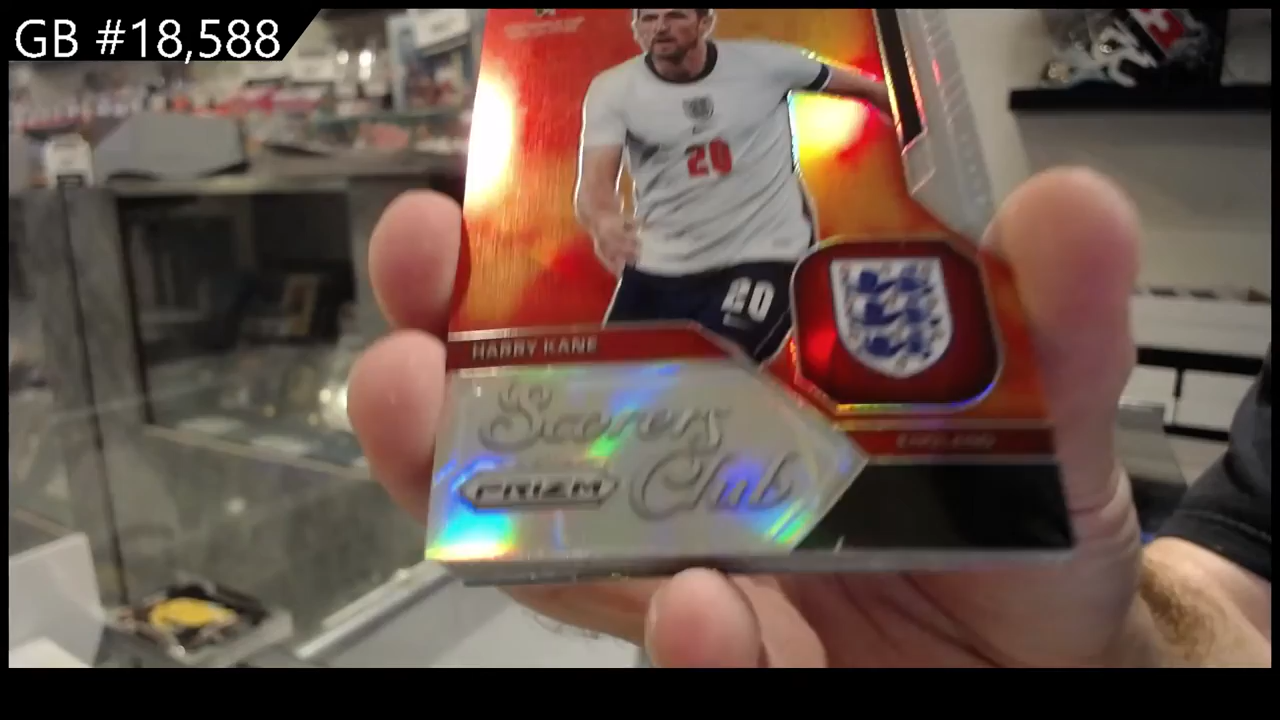 GB #18,588
20
20
HARRY KANE
Scorers
PRIZM Club
ENGLAND